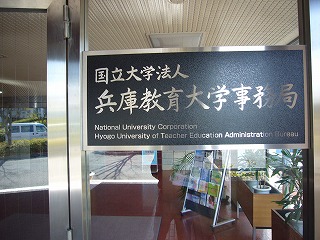 国立大学法人
兵庫教育大学事務局
National University Corporation
Hyogo University of Teacher Education Administration Bureau